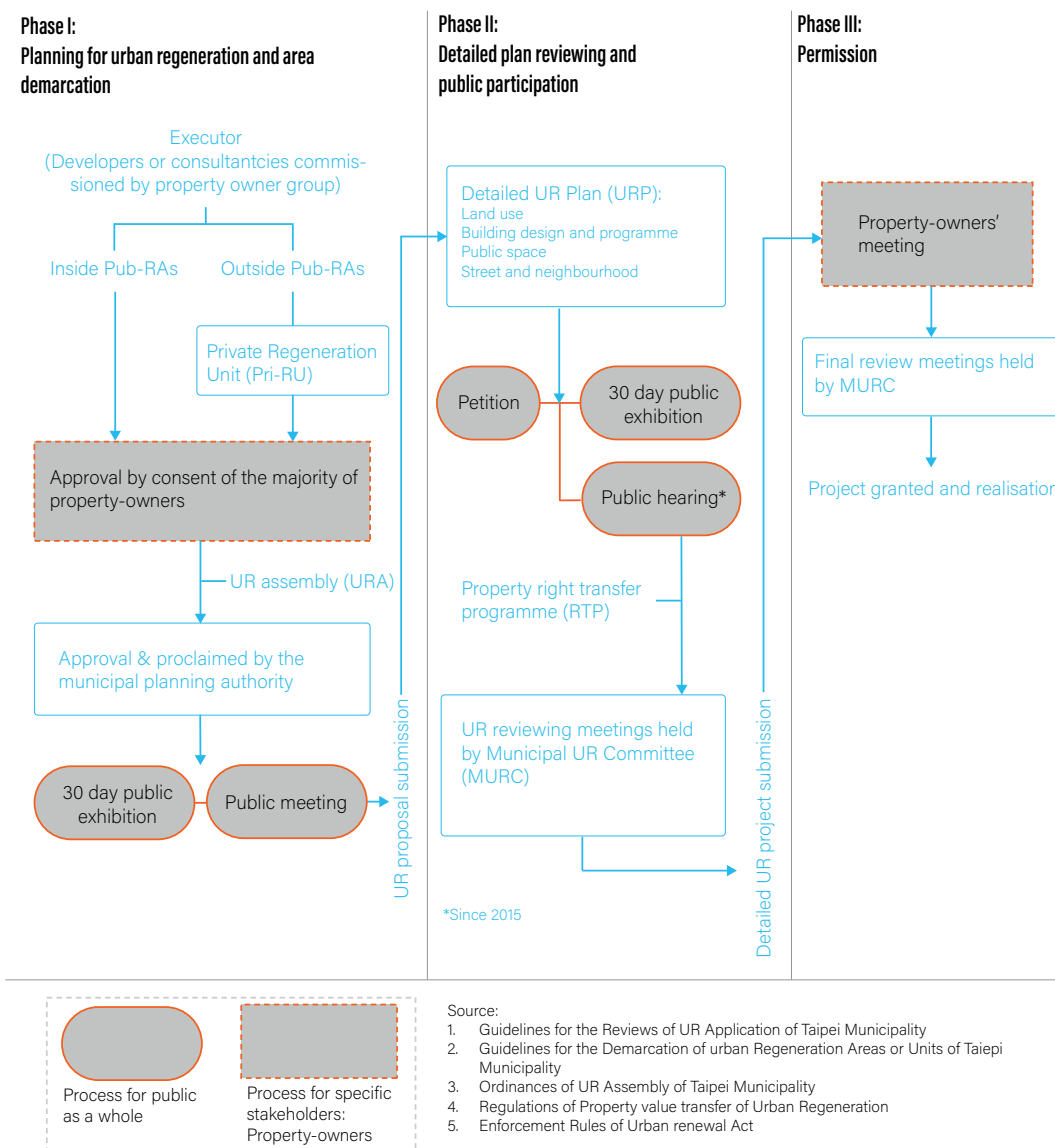 Phase I:
Planning for urban regeneration and area
demarcation
Executor
(Developers or consultancies commis-
sioned by property owner group)
Inside Pub-RAs
Outside Pub-RAs
Private Regeneration
Unit (Pri-RU)
Approval by consent of the majority of
property-owners
UR assembly (URA)
Approval & proclaimed by the
municipal planning authority
30 day public
exhibition
Public meeting
UR proposal submission
Phase II:
Detailed plan reviewing and
public participation
Detailed UR Plan (URP):
Land use
Building design and programme
Public space
Street and neighbourhood
Petition
30 day public
exhibition
Public hearing*
Property right transfer
programme (RTP)
UR reviewing meetings held
by Municipal UR Committee
(MURC)
*Since 2015
Detailed UR project submission
Phase III:
Permission
Property-owners'
meeting
Final review meetings held
by MURC
Project granted and realisation
Process for public
as a whole
Process for specific
stakeholders:
Property-owners
Source:
1. Guidelines for the Reviews of UR Application of Taipei Municipality
2. Guidelines for the Demarcation of urban Regeneration Areas or Units of Taiepi
Municipality
3. Ordinances of UR Assembly of Taipei Municipality
4. Regulations of Property value transfer of Urban Regeneration
5. Enforcement Rules of Urban renewal Act